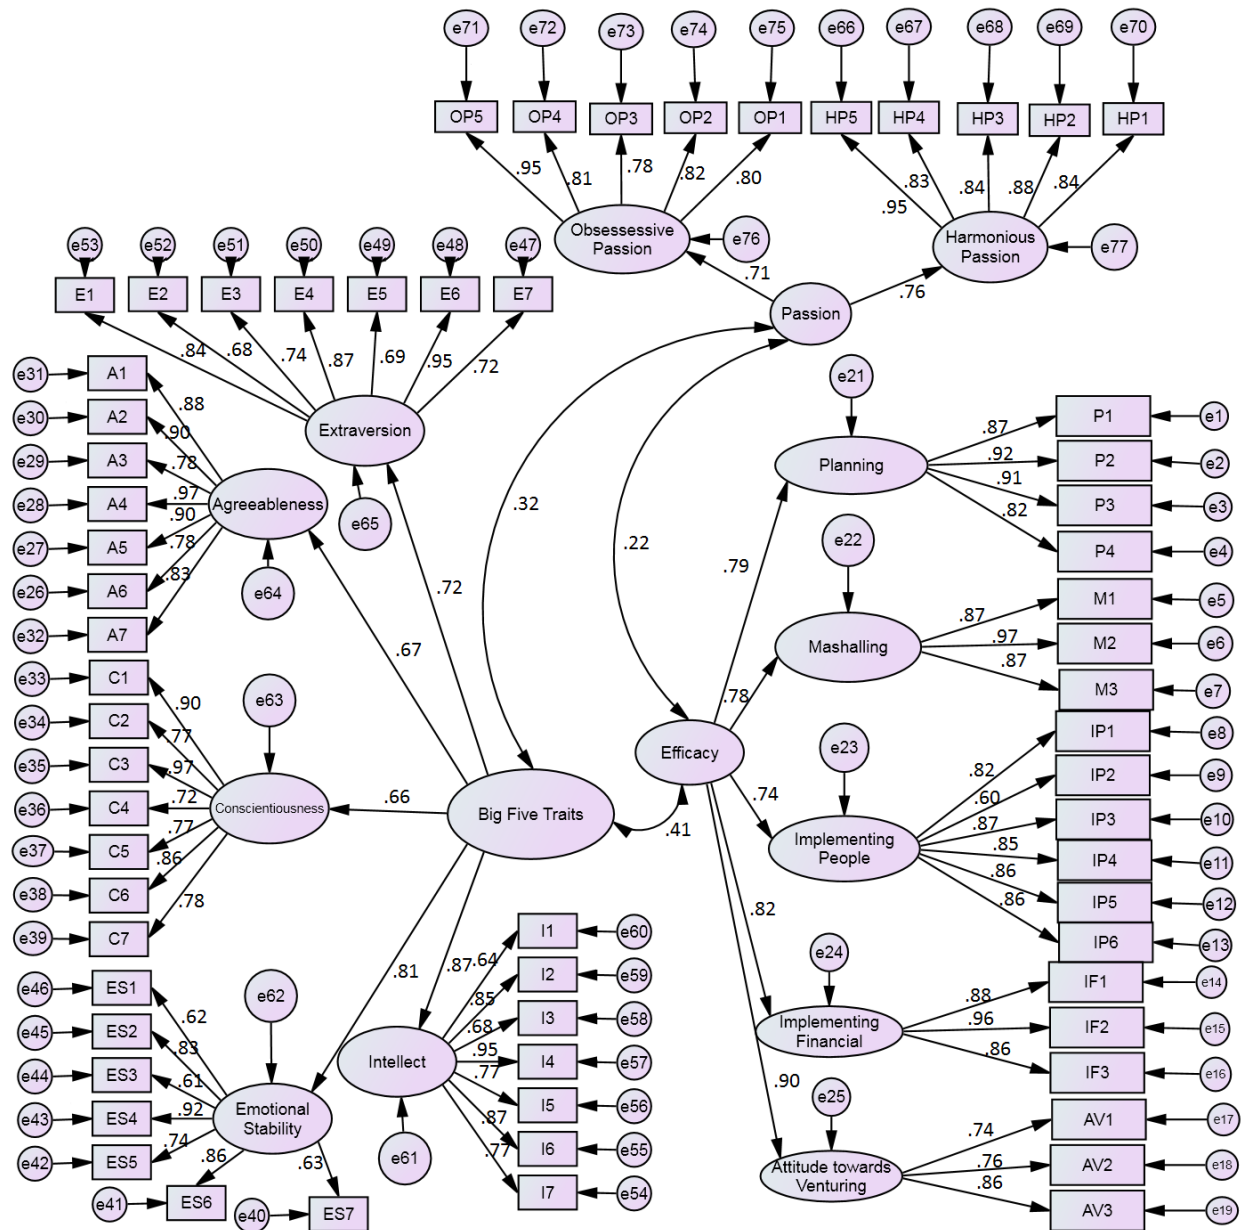 e71
e72
e73
e74
e75
e66
e67
e68
e69
e70
OP5
OP4
OP3
OP2
OP1
HP5
HP4
HP3
HP2
HP1
.95
.81
.78
.82
.80
.95
.83
.84
.88
.84
Obsessessive
Passion
e76
Harmonious
Passion
e77
.71
.76
Passion
e53
e52
e51
e50
e49
e48
e47
E1
E2
E3
E4
E5
E6
E7
.84
.68
.74
.87
.69
.95
.72
Extraversion
e65
e31
A1
e30
A2
e29
A3
e28
A4
e27
A5
e26
A6
e32
A7
.88
.90
.78
.97
.90
.78
.83
Agreeableness
e64
.32
.22
.72
.67
e33
C1
e34
C2
e35
C3
e36
C4
e37
C5
e38
C6
e39
C7
.90
.77
.97
.72
.77
.86
.78
e63
Conscientiousness
.66
Big Five Traits
.41
Efficacy
.81
.87
e46
ES1
e45
ES2
e44
ES3
e43
ES4
e42
ES5
e41
ES6
e40
ES7
.62
.83
.61
.92
.74
.86
.63
e62
Emotional
Stability
Intellect
e61
.64
.85
.68
.95
.77
.87
.77
I1
e60
I2
e59
I3
e58
I4
e57
I5
e56
I6
e55
I7
e54
e21
Planning
.79
.87
.92
.91
.82
P1
e1
P2
e2
P3
e3
P4
e4
e22
Mashalling
.78
.87
.97
.87
M1
e5
M2
e6
M3
e7
e23
Implementing
People
.74
.82
.60
.87
.85
.86
.86
IP1
e8
IP2
e9
IP3
e10
IP4
e11
IP5
e12
IP6
e13
e24
Implementing
Financial
.82
.88
.96
.86
IF1
e14
IF2
e15
IF3
e16
e25
Attitude towards
Venturing
.90
.74
.76
.86
AV1
e17
AV2
e18
AV3
e19